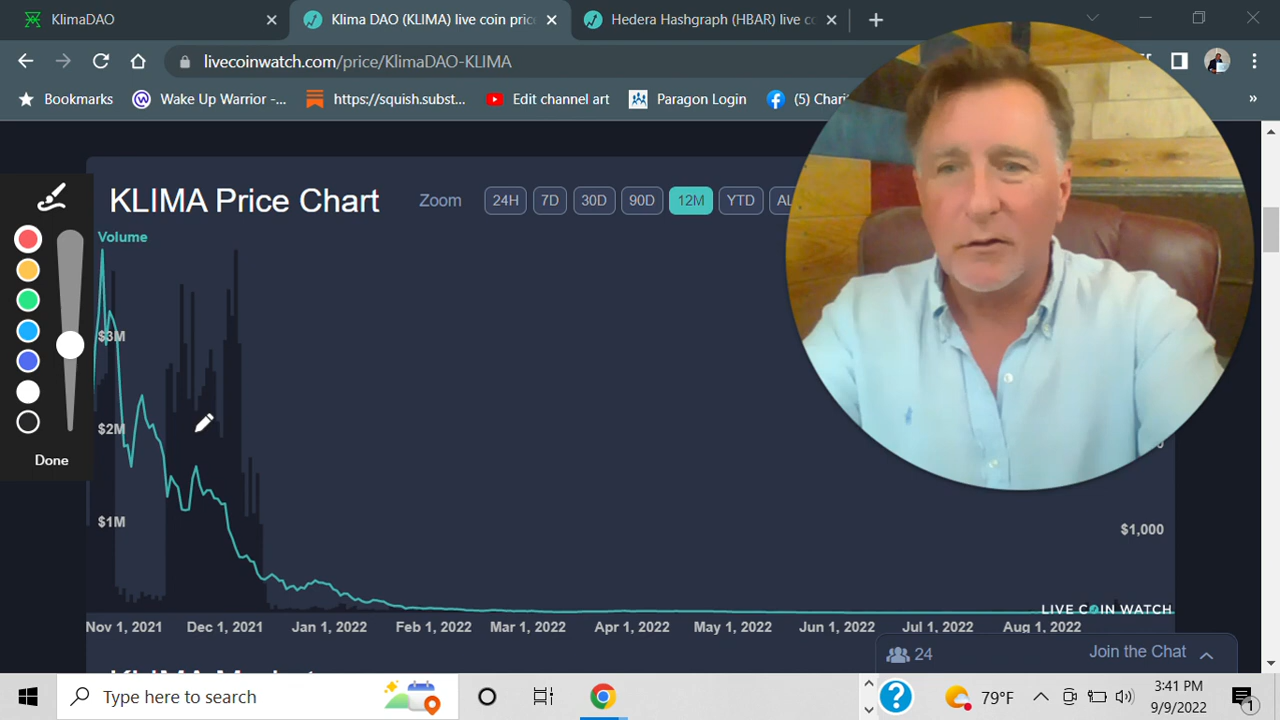 KlimaDAO
Klima DAO (KLIMA) live coin price
Hedera Hashgraph (HBAR) live co
livecoinwatch.com/price/KlimaDAO-KLIMA
Bookmarks
Wake Up Warrior -...
https://squish.subst...
Edit channel art
Paragon Login
(5) Chari
»
KLIMA Price Chart
Zoom
24H
7D
30D
90D
12M
YTD
AL
Volume
$3M
$2M
$1M
$1,000
Done
LIVE COIN WATCH
Nov 1, 2021
Dec 1, 2021
Jan 1, 2022
Feb 1, 2022
Mar 1, 2022
Apr 1, 2022
May 1, 2022
Jun 1, 2022
Jul 1, 2022
Aug 1, 2022
24
Join the Chat
Type here to search
?
79°F
3:41 PM
9/9/2022
1